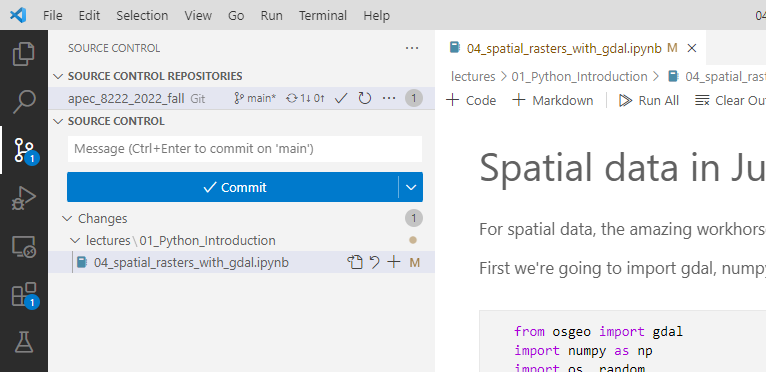 File Edit Selection View Go Run Terminal Help
04
SOURCE CONTROL
SOURCE CONTROL REPOSITORIES
apec_8222_2022_fall Git main* 1↓ 0↑ 1
SOURCE CONTROL
Message (Ctrl+Enter to commit on 'main')
Commit
Changes 1
lectures\01_Python_Introduction
04_spatial_rasters_with_gdal.ipynb M
1
1
04_spatial_rasters_with_gdal.ipynb M
lectures > 01_Python_Introduction > 04_spatial_rast
+ Code + Markdown Run All Clear Out
Spatial data in Ju
For spatial data, the amazing workhors
First we're going to import gdal, numpy
from osgeo import gdal
import numpy as np
import os, random